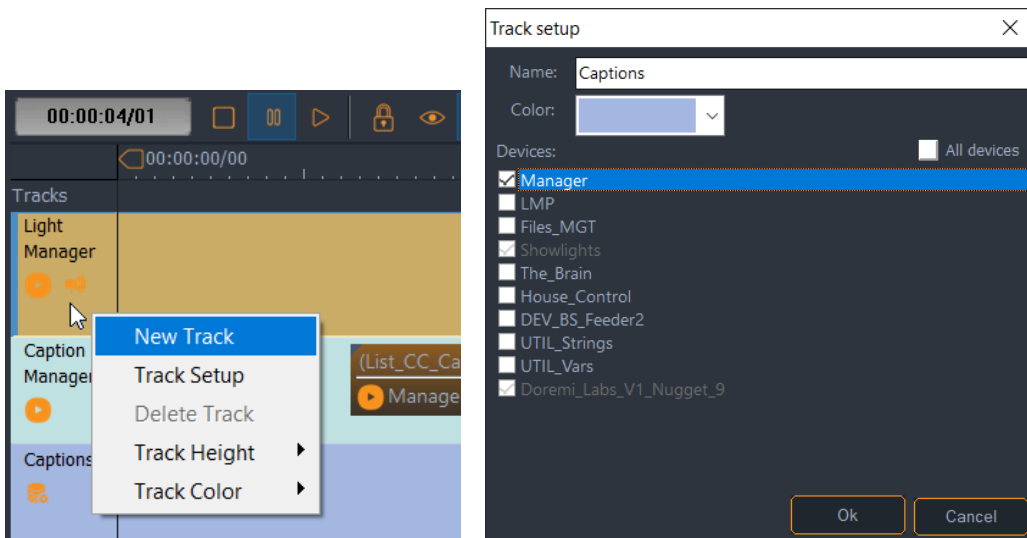 00:00:04/01
00:00:00/00
Tracks
Light
Manager
New Track
Track Setup
Delete Track
Track Height
Track Color
Caption
Manager
(List_CC_Ca
Manage
Captions
Track setup
Name: Captions
Color:
Devices: All devices
Manager
LMP
Files_MGT
Showlights
The_Brain
House_Control
DEV_BS_Feeder2
UTIL_Strings
UTIL_Vars
Doremi_Labs_V1_Nugget_9
Ok Cancel